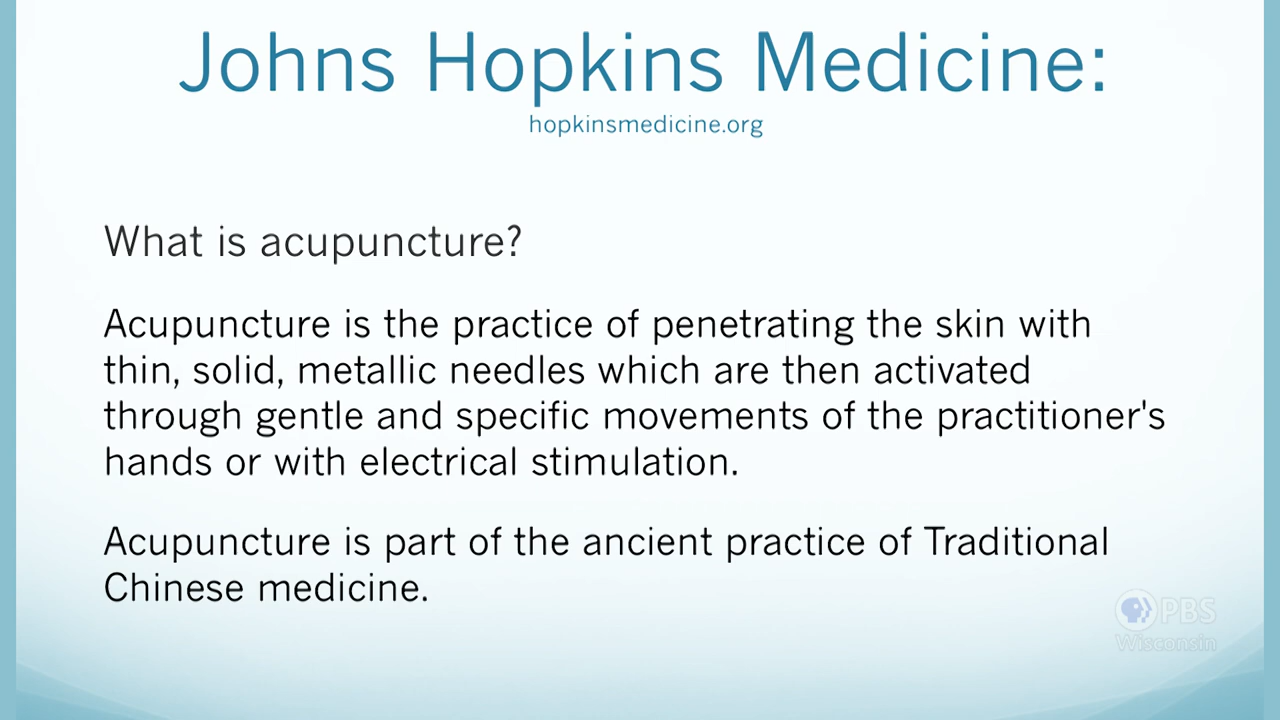 Johns Hopkins Medicine:
hopkinsmedicine.org
What is acupuncture?
Acupuncture is the practice of penetrating the skin with
thin, solid, metallic needles which are then activated
through gentle and specific movements of the practitioner's
hands or with electrical stimulation.
Acupuncture is part of the ancient practice of Traditional
Chinese medicine.
PBS
Wisconsin